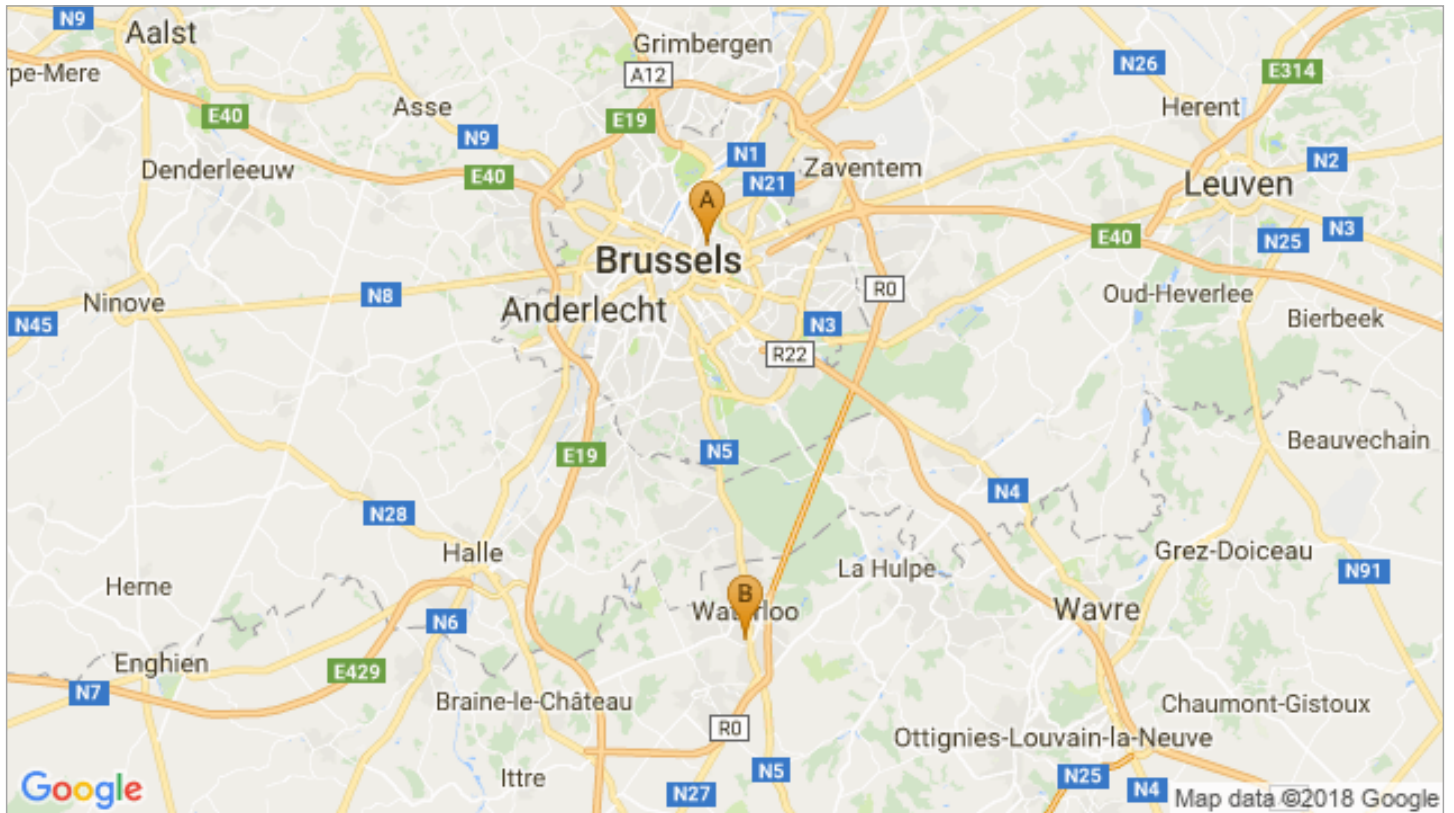 N9
Aalst
Grimbergen
pe-Mere
A12
N26
E314
Asse
Herent
E40
E19
N9
N1
N2
Denderleeuw
E40
N21
Zaventem
Leuven
A
N3
E40
N25
Brussels
Ninove
N8
R0
Oud-Heverlee
Anderlecht
N45
N3
Bierbeek
R22
Beauvechain
E19
N5
N4
N28
Halle
Grez-Doiceau
La Hulpe
N91
Herne
B
Waterloo
Wavre
N6
Enghien
E429
N7
Braine-le-Château
Chaumont-Gistoux
R0
Ottignies-Louvain-la-Neuve
Ittre
N5
N25
N27
N4
Google
Map data ©2018 Google